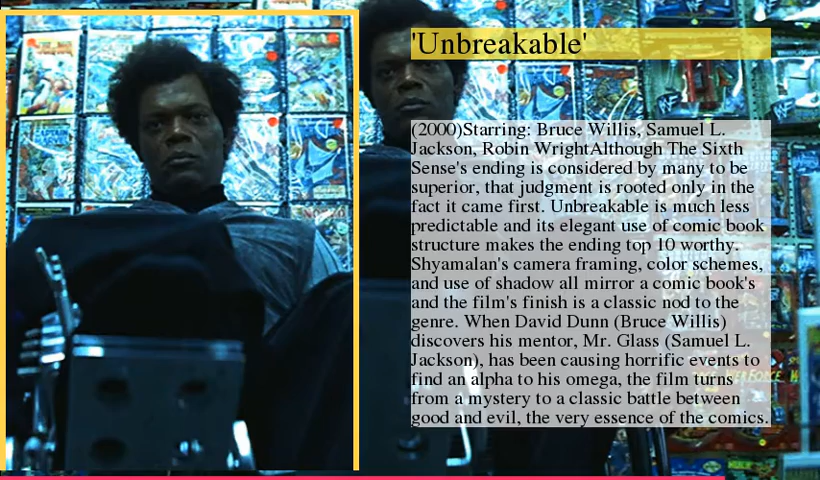 'Unbreakable'
(2000)Starring: Bruce Willis, Samuel L.
Jackson, Robin WrightAlthough The Sixth
Sense's ending is considered by many to be
superior, that judgment is rooted only in the
fact it came first. Unbreakable is much less
predictable and its elegant use of comic book
structure makes the ending top 10 worthy.
Shyamalan's camera framing, color schemes,
and use of shadow all mirror a comic book's
and the film's finish is a classic nod to the
genre. When David Dunn (Bruce Willis)
discovers his mentor, Mr. Glass (Samuel L.
Jackson), has been causing horrific events to
find an alpha to his omega, the film turns
from a mystery to a classic battle between
good and evil, the very essence of the comics.